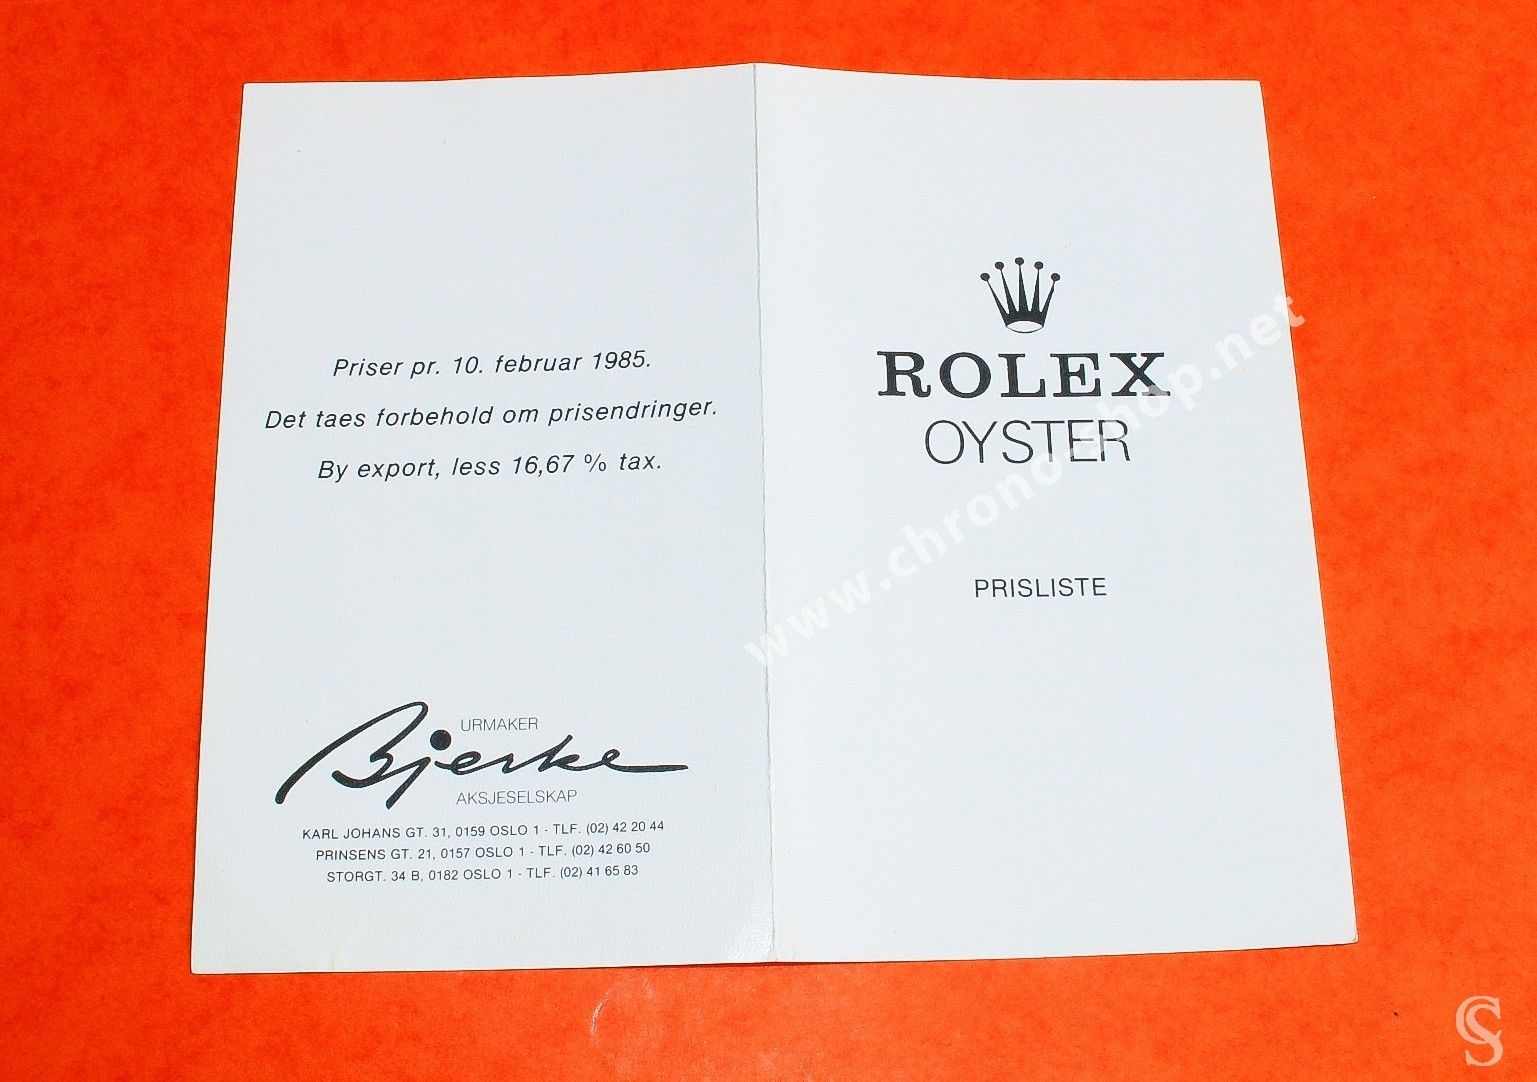 Priser pr. 10. februar 1985.
Det taes forbehold om prisendringer.
By export, less 16,67 % tax.
URMAKER
Bjerke
AKSJESELSKAP
KARL JOHANS GT. 31, 0159 OSLO 1 - TLF. (02) 42 20 44
PRINSENS GT. 21, 0157 OSLO 1 - TLF. (02) 42 60 50
STORGT. 34 B, 0182 OSLO 1 - TLF. (02) 41 65 83
ROLEX
OYSTER
PRISLISTE
www.chrono-shop.net
CS